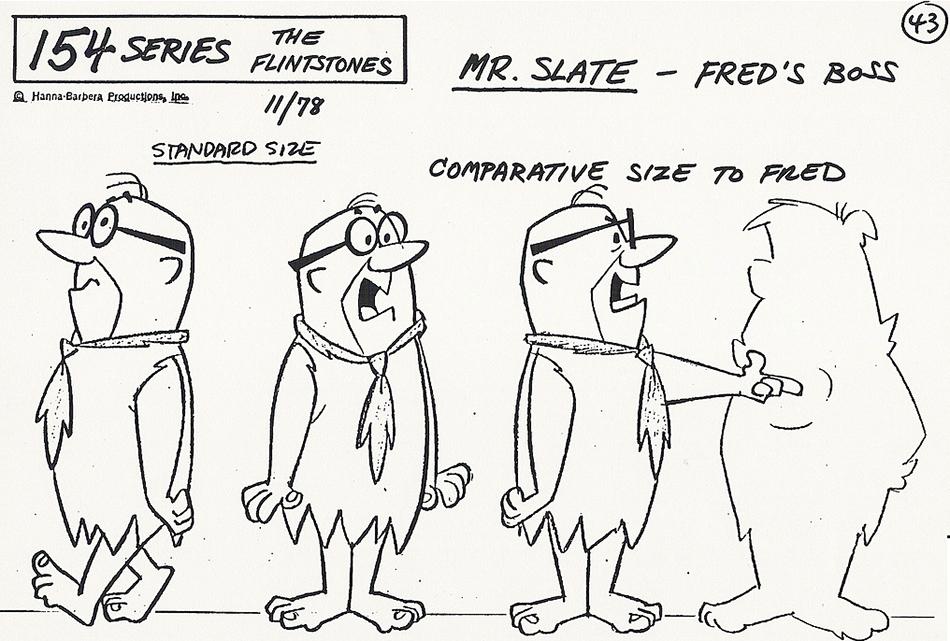 43
154 SERIES THE
FLINTSTONES
© Hanna-Barbera Productions, Inc.
11/78
MR. SLATE - FRED'S BOSS
STANDARD SIZE
COMPARATIVE SIZE TO FRED